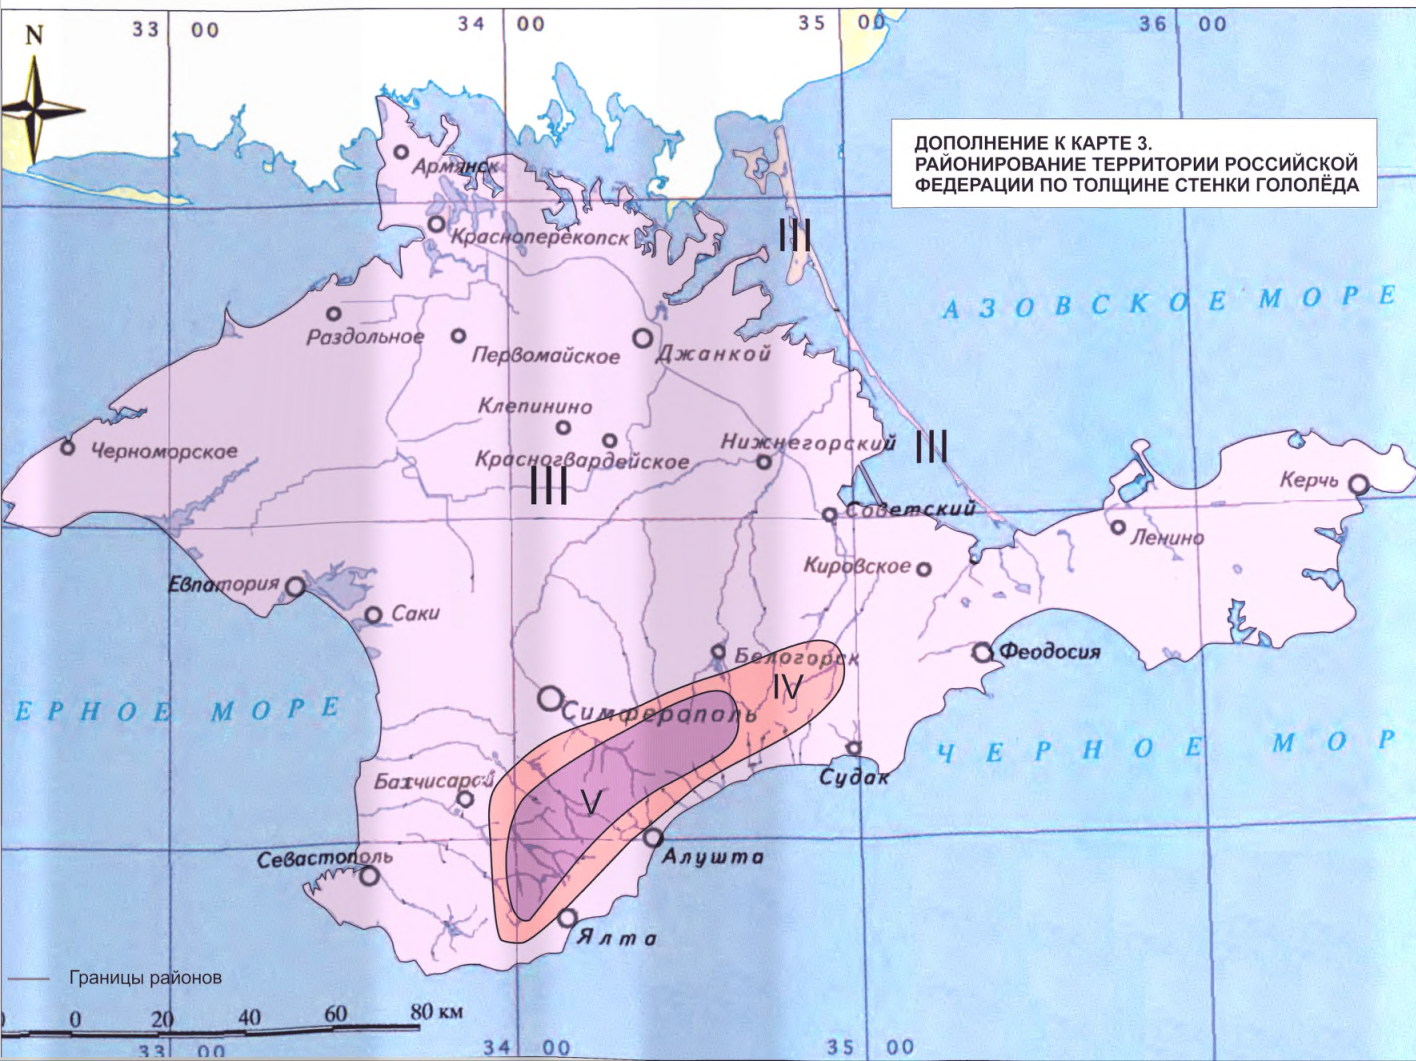 33 00
34 00
35 00
36 00
N
ДОПОЛНЕНИЕ К КАРТЕ 3.
РАЙОНИРОВАНИЕ ТЕРРИТОРИИ РОССИЙСКОЙ
ФЕДЕРАЦИИ ПО ТОЛЩИНЕ СТЕНКИ ГОЛОЛЁДА
Армянск
Красноперекопск
III
АЗОВСКОЕ МОРЕ
Раздольное
Первомайское
Джанкой
Клепинино
Черноморское
Красногвардейское
Нижнегорский
III
III
Керчь
Советский
Ленино
Кировское
Евпатория
Саки
Белогорск
Феодосия
IV
Симферополь
ЕРНОЕ МОРЕ
ЧЕРНОЕ МОР
Бахчисарай
Судак
V
Севастополь
Алушта
Ялта
Границы районов
0 20 40 60 80 км
33 00
34 00
35 00